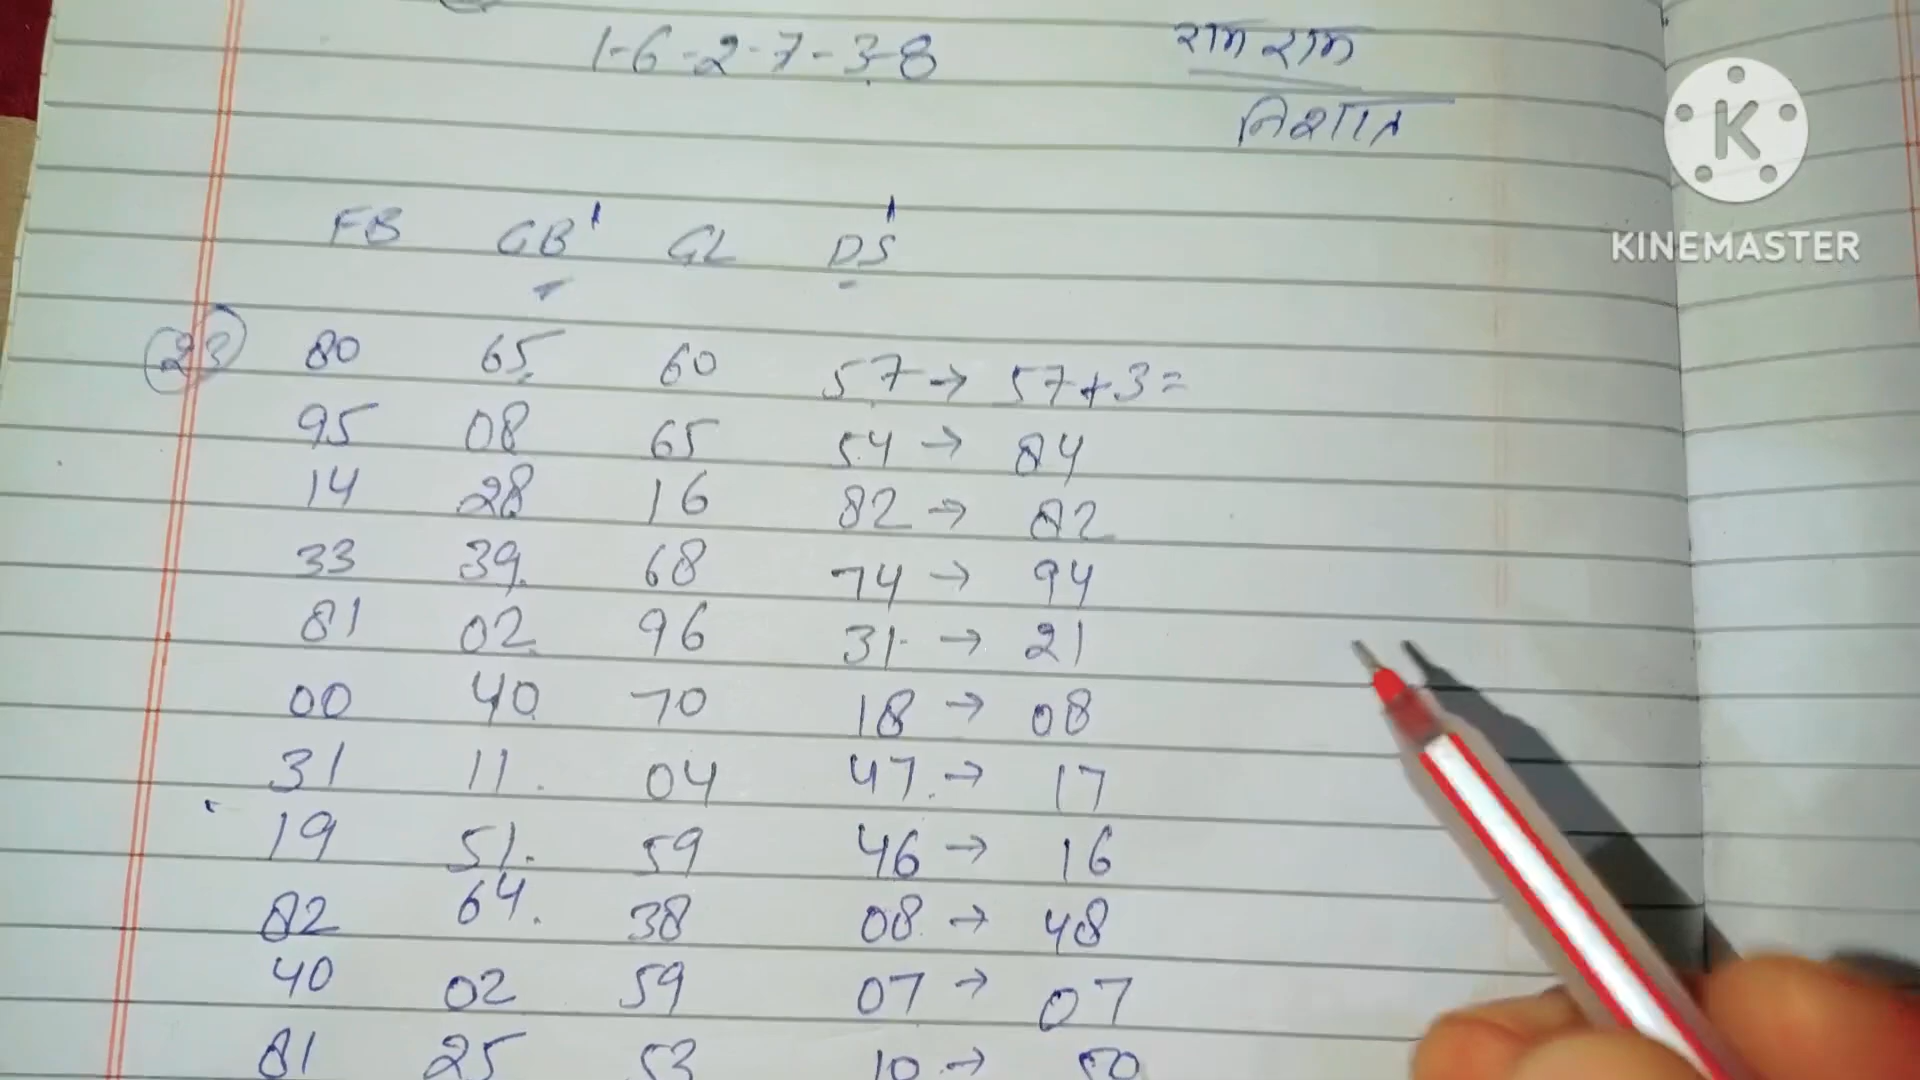 1-6-2-7-3-8
राम राम
निशान
K
KINEMASTER
FB GB GL DS
23 80 65 60 57 → 57+3=
95 08 65 54 → 84
14 28 16 82 → 82
33 39 68 74 → 94
81 02 96 31 → 21
00 40 70 18 → 08
31 11 04 47 → 17
19 51 59 46 → 16
82 64 38 08 → 48
40 02 59 07 → 07
81 25 53 10 → 50